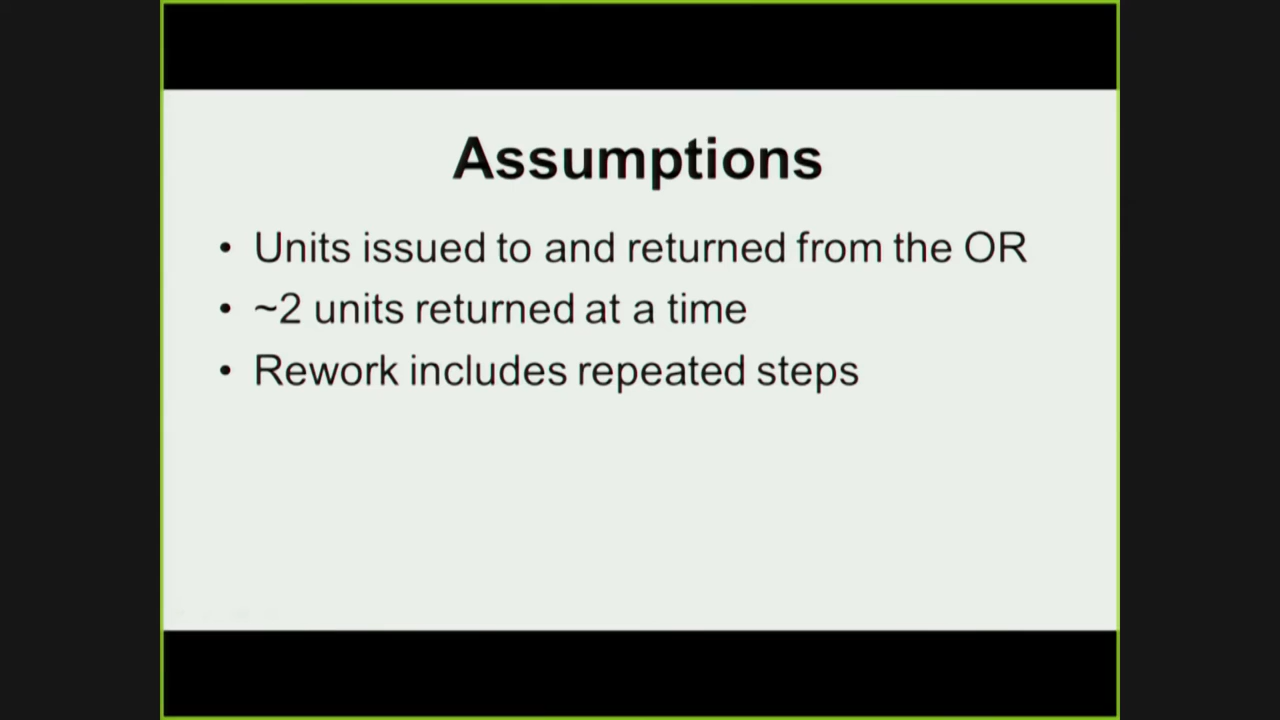 Assumptions
• Units issued to and returned from the OR
• ~2 units returned at a time
• Rework includes repeated steps